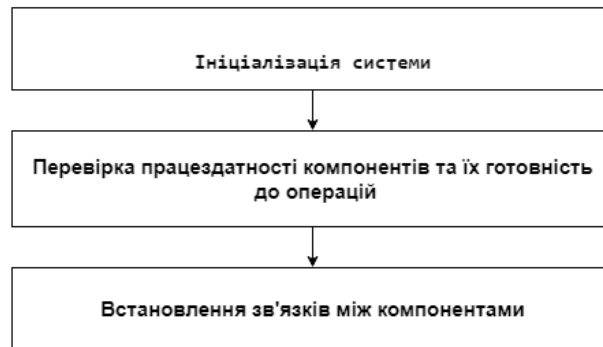 Ініціалізація системи
Перевірка працездатності компонентів та їх готовність
до операцій
Встановлення зв'язків між компонентами